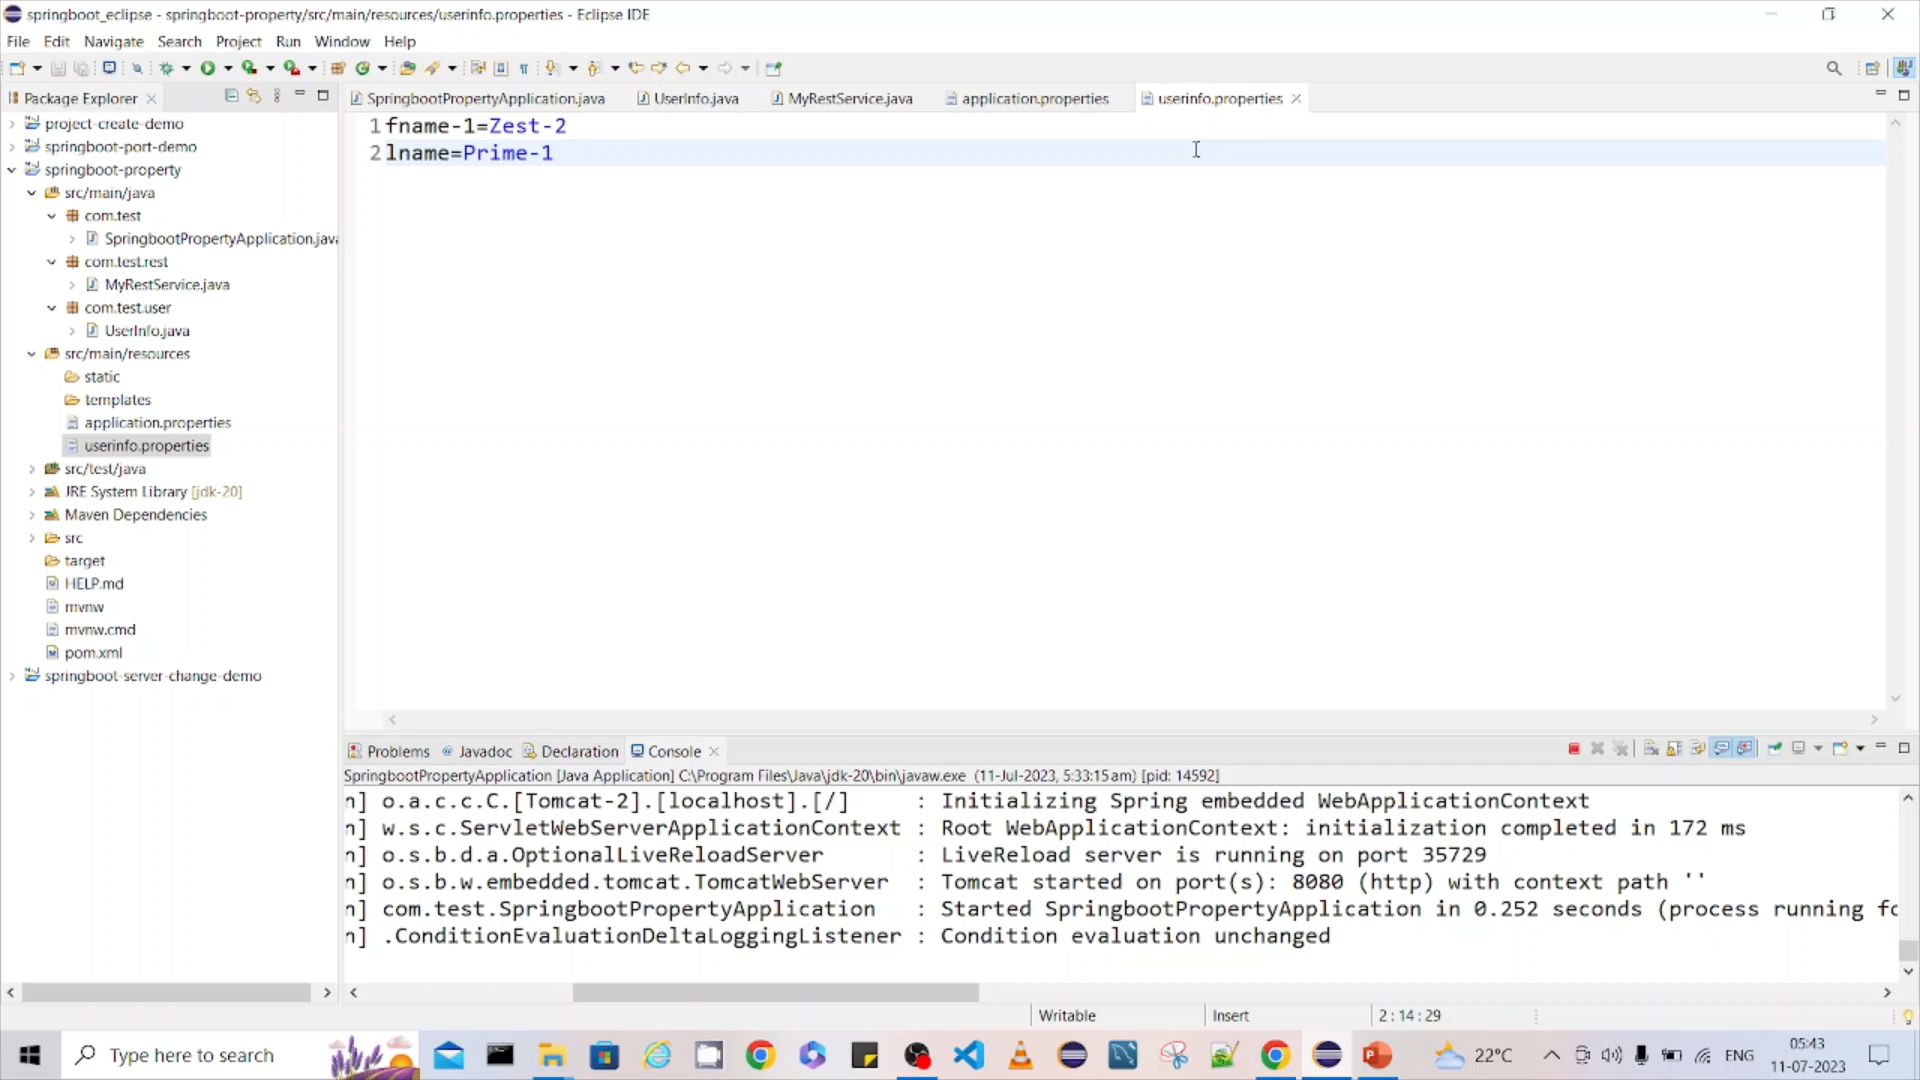 springboot_eclipse - springboot-property/src/main/resources/userinfo.properties - Eclipse IDE
File Edit Navigate Search Project Run Window Help
Package Explorer
SpringbootPropertyApplication.java UserInfo.java MyRestService.java application.properties userinfo.properties
project-create-demo
springboot-port-demo
springboot-property
src/main/java
com.test
SpringbootPropertyApplication.java
com.test.rest
MyRestService.java
com.test.user
UserInfo.java
src/main/resources
static
templates
application.properties
userinfo.properties
src/test/java
JRE System Library [jdk-20]
Maven Dependencies
src
target
HELP.md
mvnw
mvnw.cmd
pom.xml
springboot-server-change-demo
1 fname-1=Zest-2
2 lname=Prime-1
Problems Javadoc Declaration Console
SpringbootPropertyApplication [Java Application] C:\Program Files\Java\jdk-20\bin\javaw.exe (11-Jul-2023, 5:33:15 am) [pid: 14592]
n] o.a.c.c.C.[Tomcat-2].[localhost].[/] : Initializing Spring embedded WebApplicationContext
n] w.s.c.ServletWebServerApplicationContext : Root WebApplicationContext: initialization completed in 172 ms
n] o.s.b.d.a.OptionalLiveReloadServer : LiveReload server is running on port 35729
n] o.s.b.w.embedded.tomcat.TomcatWebServer : Tomcat started on port(s): 8080 (http) with context path ''
n] com.test.SpringbootPropertyApplication : Started SpringbootPropertyApplication in 0.252 seconds (process running fo
n] .ConditionEvaluationDeltaLoggingListener : Condition evaluation unchanged
Writable Insert 2 : 14 : 29
Type here to search
22°C
ENG
05:43
11-07-2023